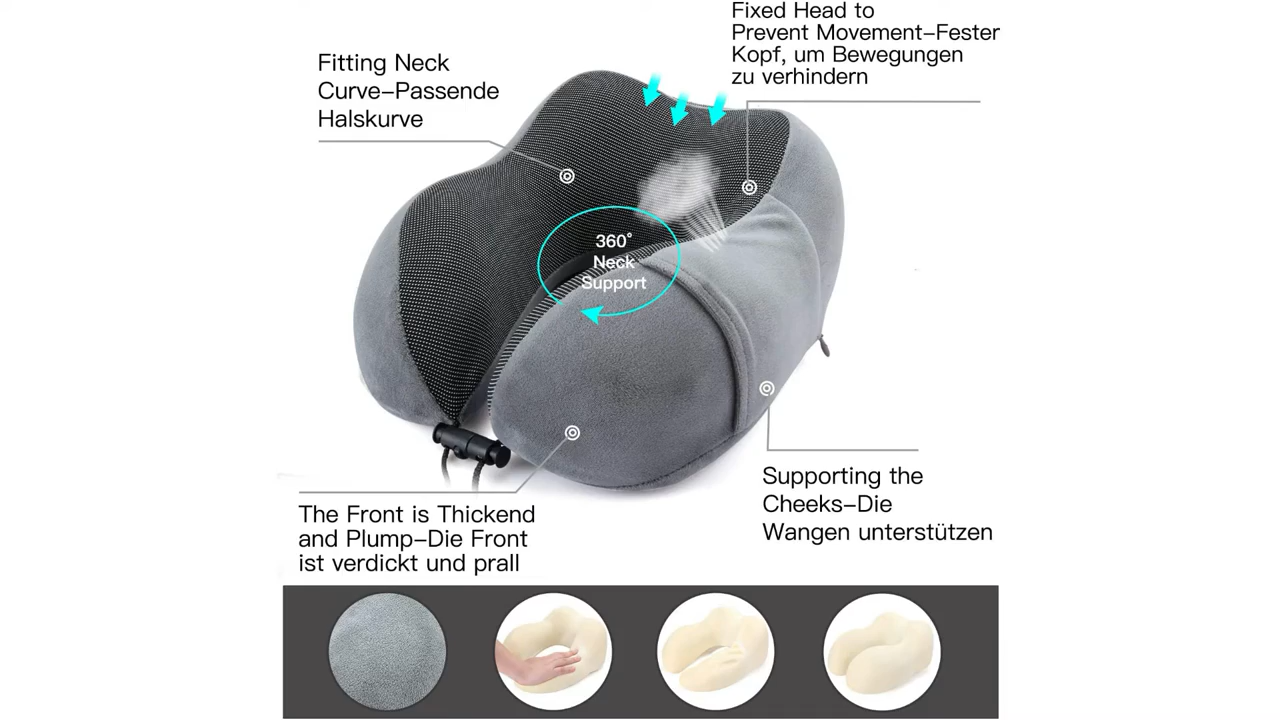 Fixed Head to
Prevent Movement-Fester
Kopf, um Bewegungen
zu verhindern
Fitting Neck
Curve-Passende
Halskurve
360°
Neck
Support
Supporting the
Cheeks-Die
Wangen unterstützen
The Front is Thickend
and Plump-Die Front
ist verdickt und prall